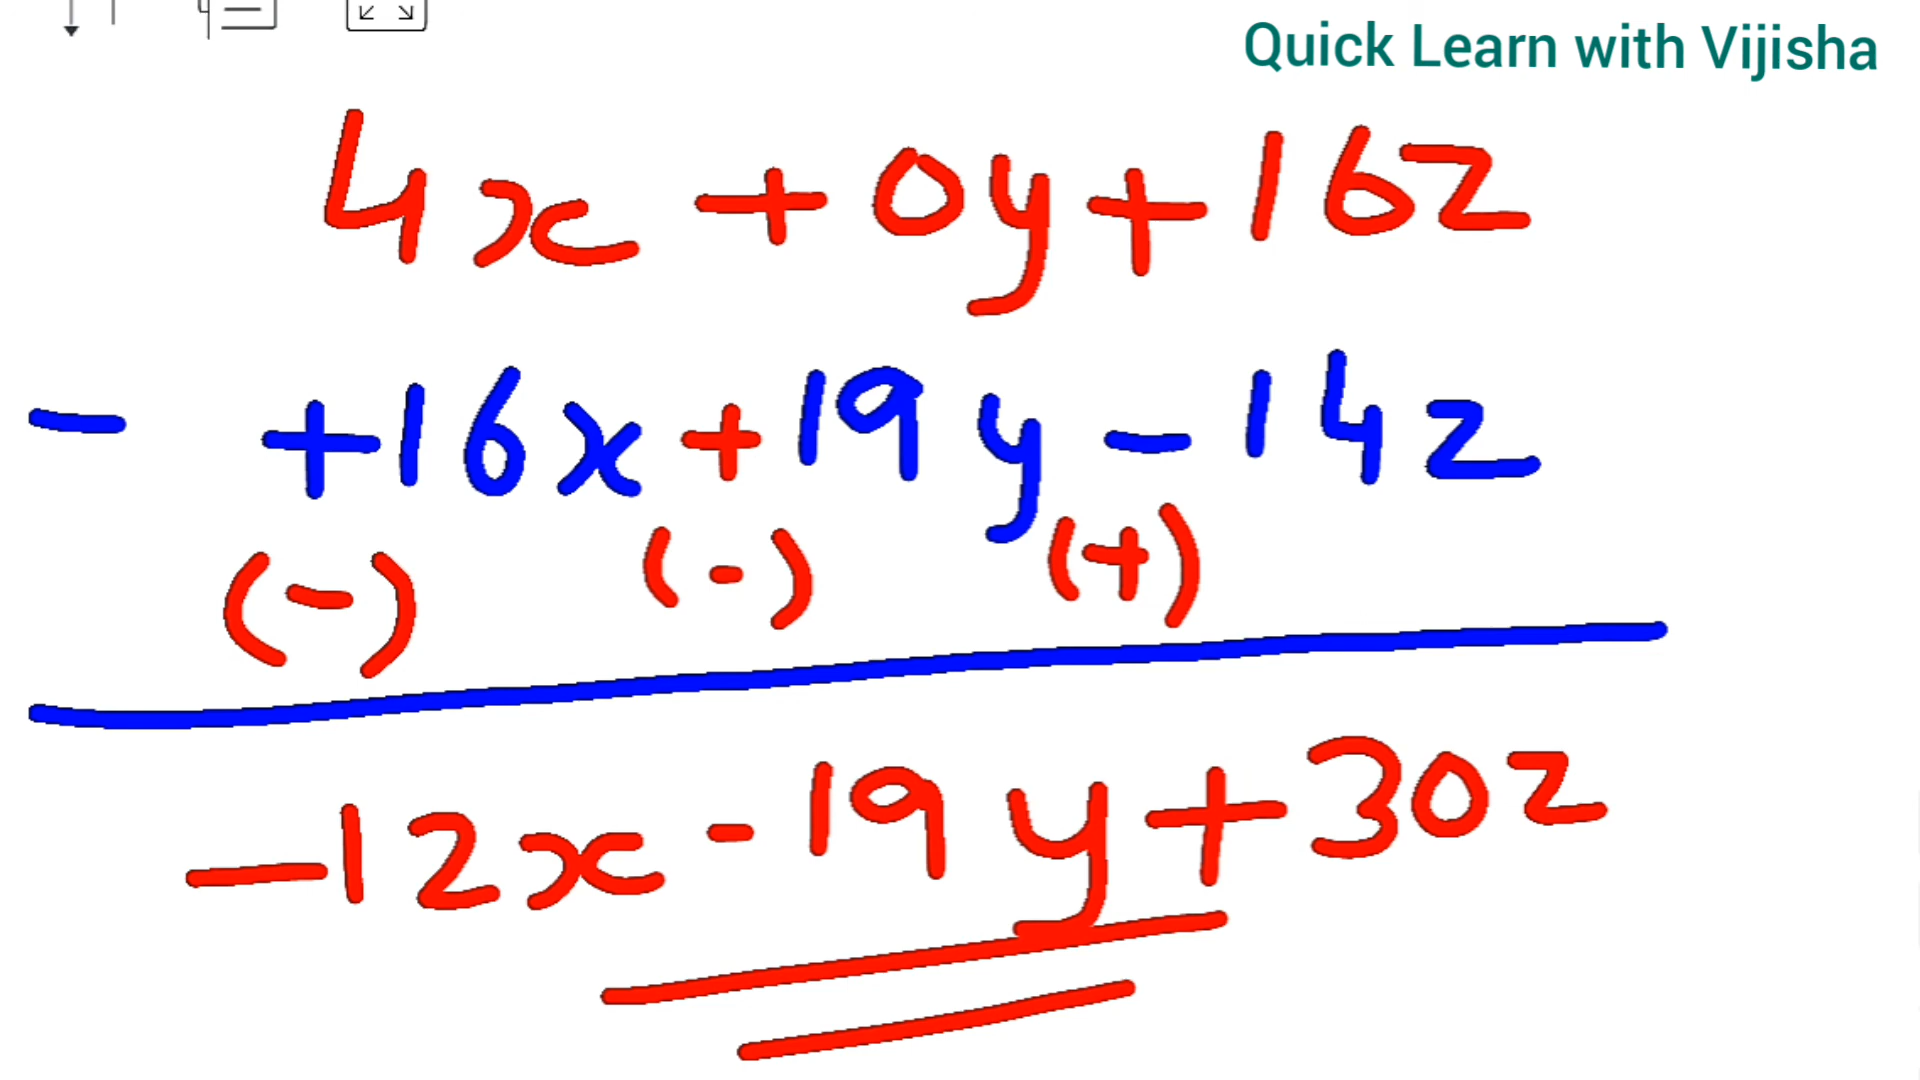 Quick Learn with Vijisha
4x + 0y + 16z
- +16x + 19y - 14z
(-) (-) (+)
-12x - 19y + 30z